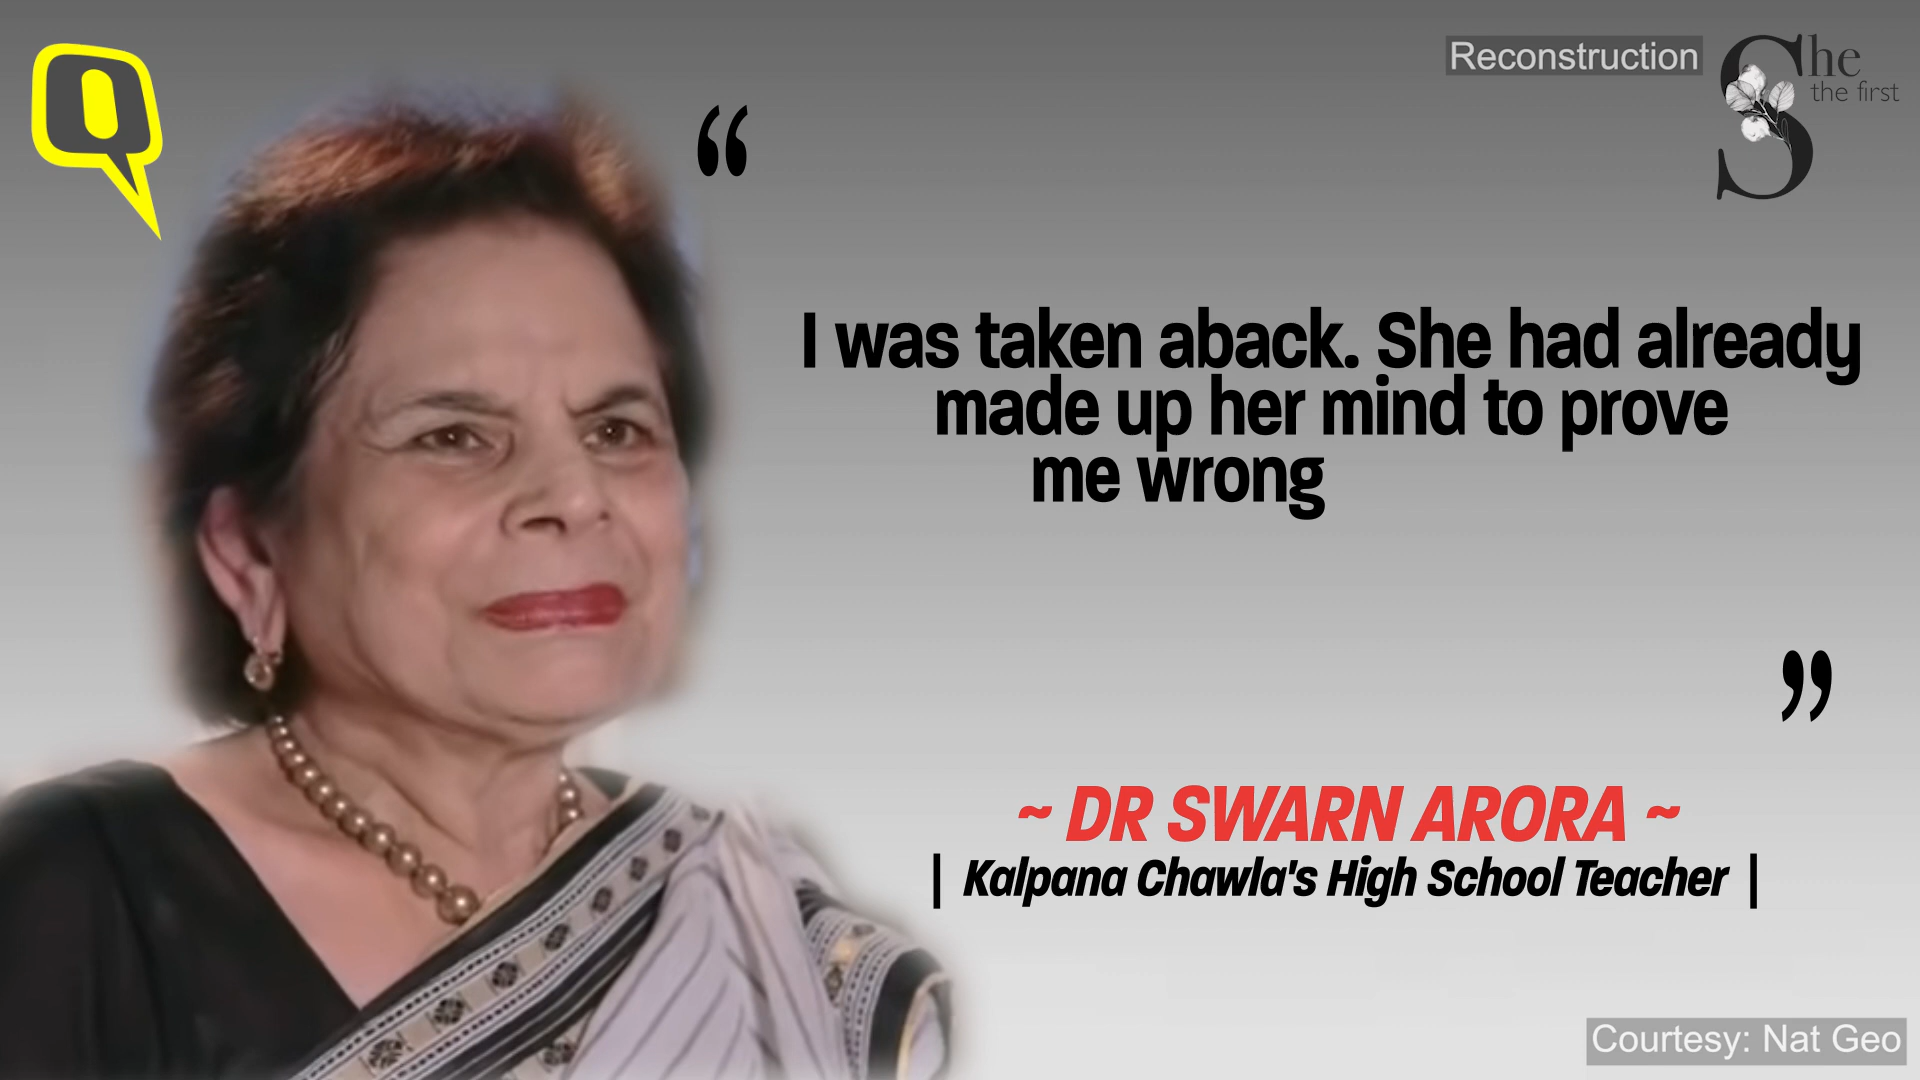 Q
Reconstruction
She
the first
“
I was taken aback. She had already
made up her mind to prove
me wrong
”
~ DR SWARN ARORA ~
| Kalpana Chawla's High School Teacher |
Courtesy: Nat Geo